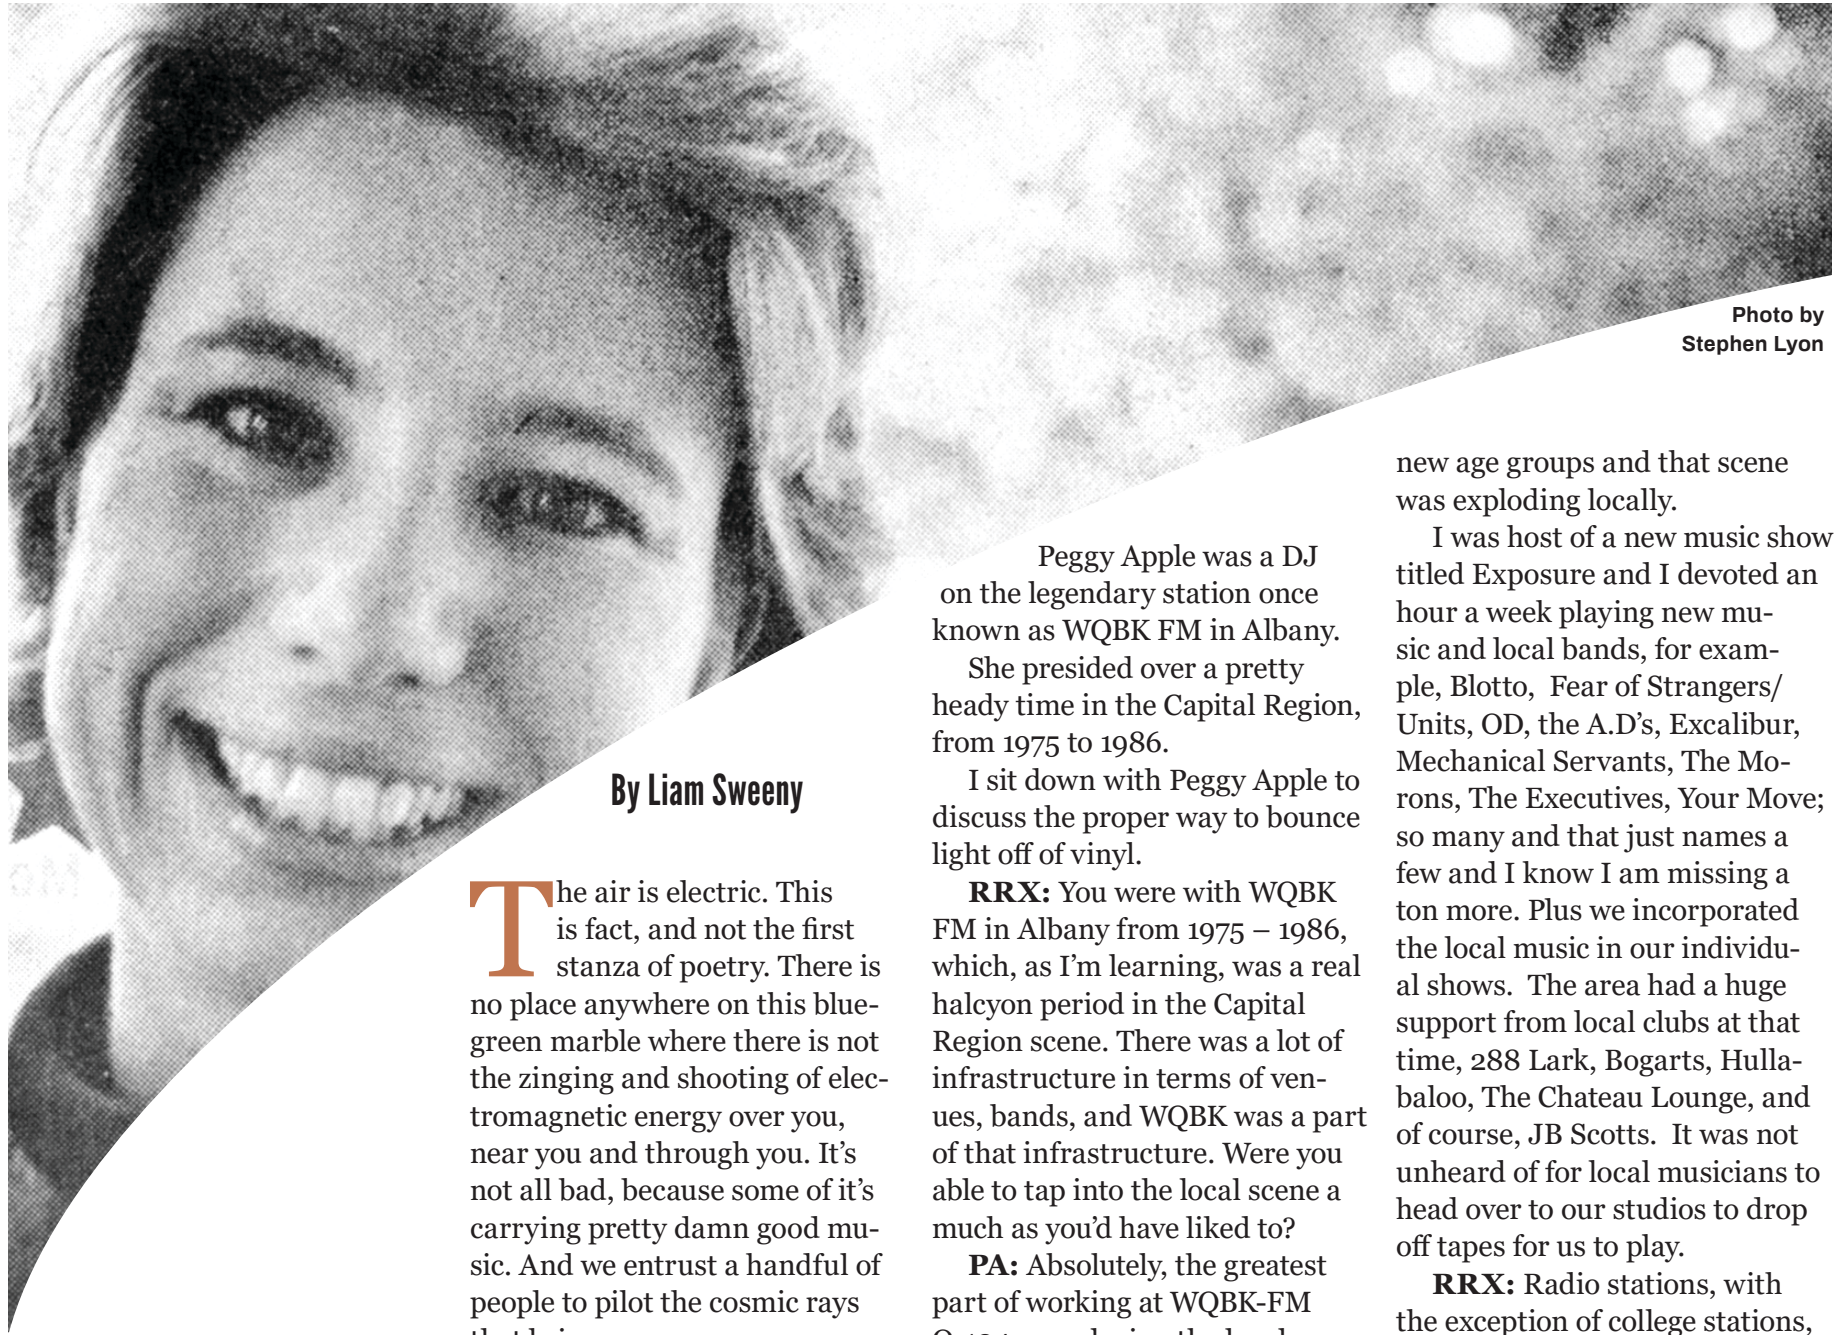 Photo by
Stephen Lyon
By Liam Sweeny
The air is electric. This
is fact, and not the first
stanza of poetry. There is
no place anywhere on this blue-
green marble where there is not
the zinging and shooting of elec-
tromagnetic energy over you,
near you and through you. It's
not all bad, because some of it's
carrying pretty damn good mu-
sic. And we entrust a handful of
people to pilot the cosmic rays
Peggy Apple was a DJ
on the legendary station once
known as WQBK FM in Albany.
She presided over a pretty
heady time in the Capital Region,
from 1975 to 1986.
I sit down with Peggy Apple to
discuss the proper way to bounce
light off of vinyl.
RRX: You were with WQBK
FM in Albany from 1975 – 1986,
which, as I'm learning, was a real
halcyon period in the Capital
Region scene. There was a lot of
infrastructure in terms of ven-
ues, bands, and WQBK was a part
of that infrastructure. Were you
able to tap into the local scene a
much as you'd have liked to?
PA: Absolutely, the greatest
part of working at WQBK-FM
new age groups and that scene
was exploding locally.
I was host of a new music show
titled Exposure and I devoted an
hour a week playing new mu-
sic and local bands, for exam-
ple, Blotto,  Fear of Strangers/
Units, OD, the A.D's, Excalibur,
Mechanical Servants, The Mo-
rons, The Executives, Your Move;
so many and that just names a
few and I know I am missing a
ton more. Plus we incorporated
the local music in our individu-
al shows.  The area had a huge
support from local clubs at that
time, 288 Lark, Bogarts, Hulla-
baloo, The Chateau Lounge, and
of course, JB Scotts.  It was not
unheard of for local musicians to
head over to our studios to drop
off tapes for us to play.
RRX: Radio stations, with
the exception of college stations,